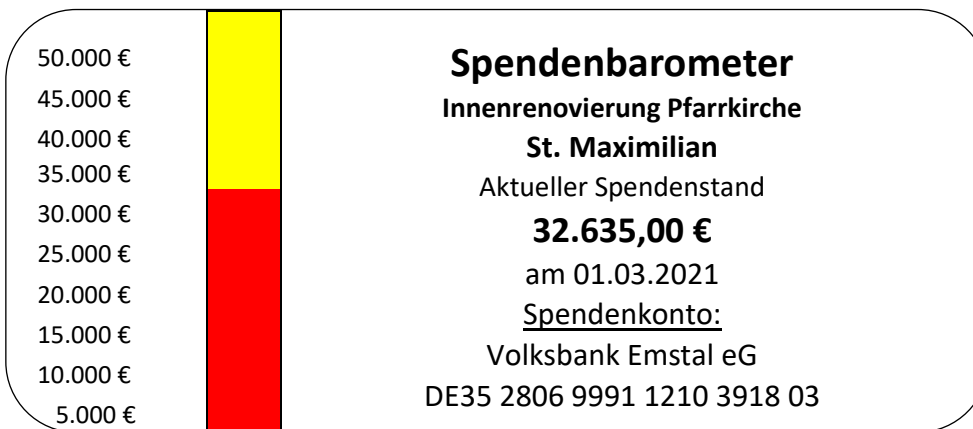 50.000 €
45.000 €
40.000 €
35.000 €
30.000 €
25.000 €
20.000 €
15.000 €
10.000 €
5.000 €
Spendenbarometer
Innenrenovierung Pfarrkirche
St. Maximilian
Aktueller Spendenstand
32.635,00 €
am 01.03.2021
Spendenkonto:
Volksbank Emstal eG
DE35 2806 9991 1210 3918 03